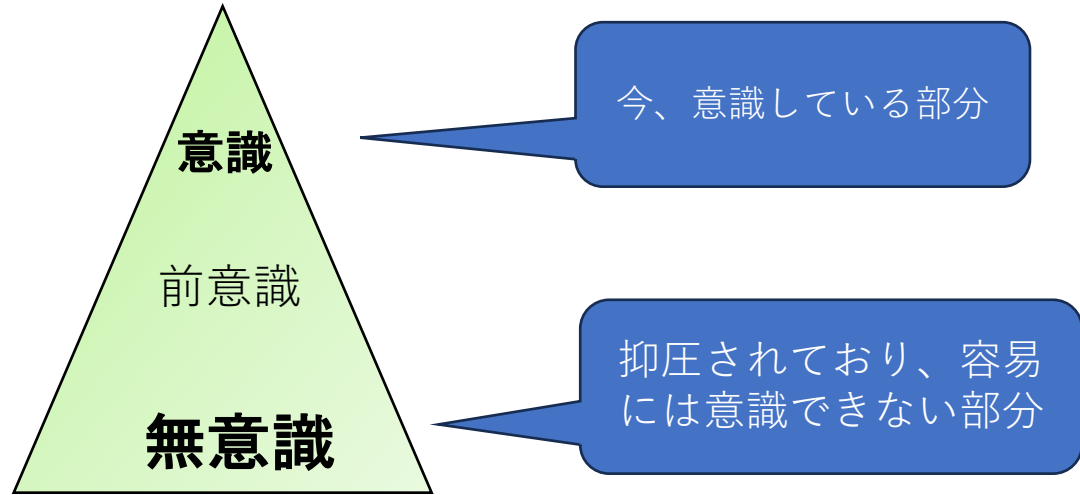 意識
今、意識している部分
前意識
無意識
抑圧されており、容易
には意識できない部分